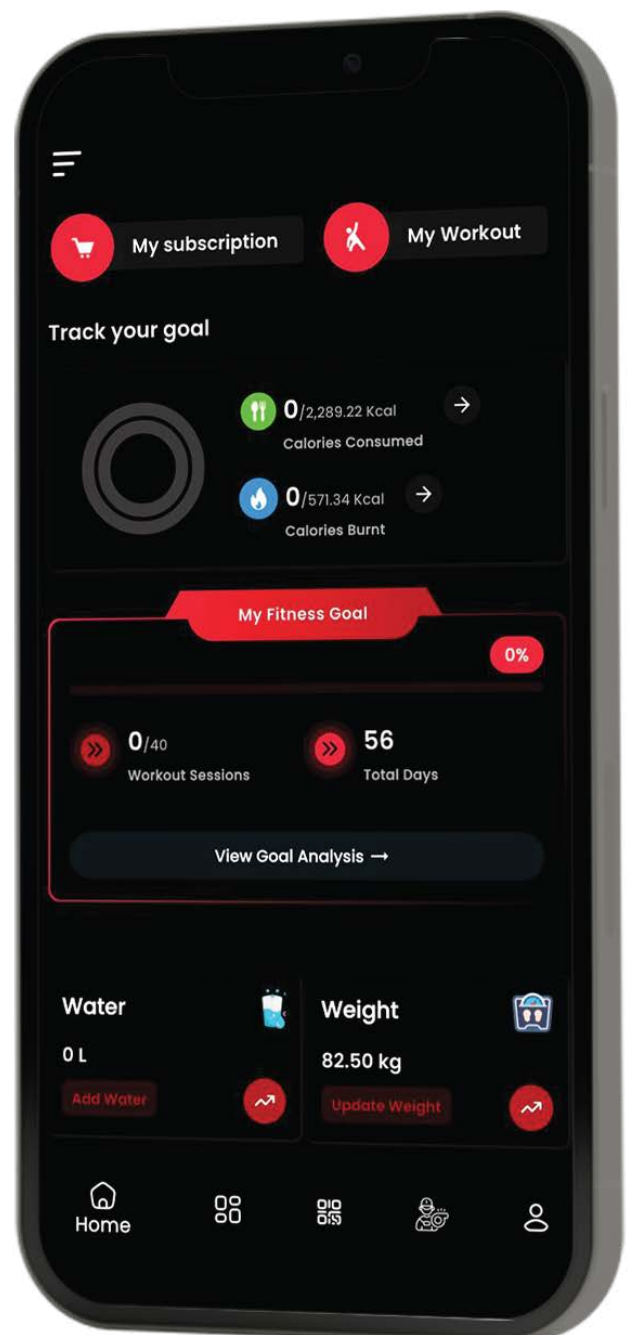 My subscription
My Workout
Track your goal
0/2,289.22 Kcal
Calories Consumed
0/571.34 Kcal
Calories Burnt
My Fitness Goal
0%
0/40
Workout Sessions
56
Total Days
View Goal Analysis →
Water
0 L
Add Water
Weight
82.50 kg
Update Weight
Home